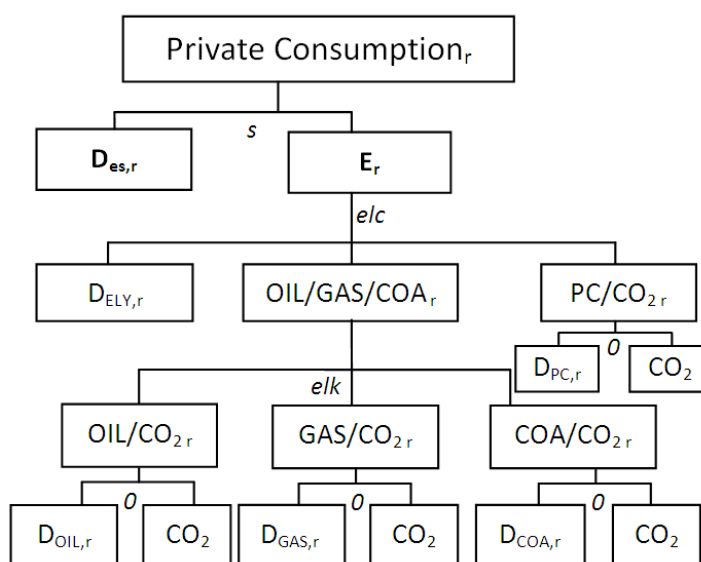 Private Consumptionᵣ
s
D_es,r
E_r
elc
D_ELY,r
OIL/GAS/COA_r
PC/CO₂ r
0
D_PC,r
CO₂
elk
OIL/CO₂ r
GAS/CO₂ r
COA/CO₂ r
0
0
0
D_OIL,r
CO₂
D_GAS,r
CO₂
D_COA,r
CO₂